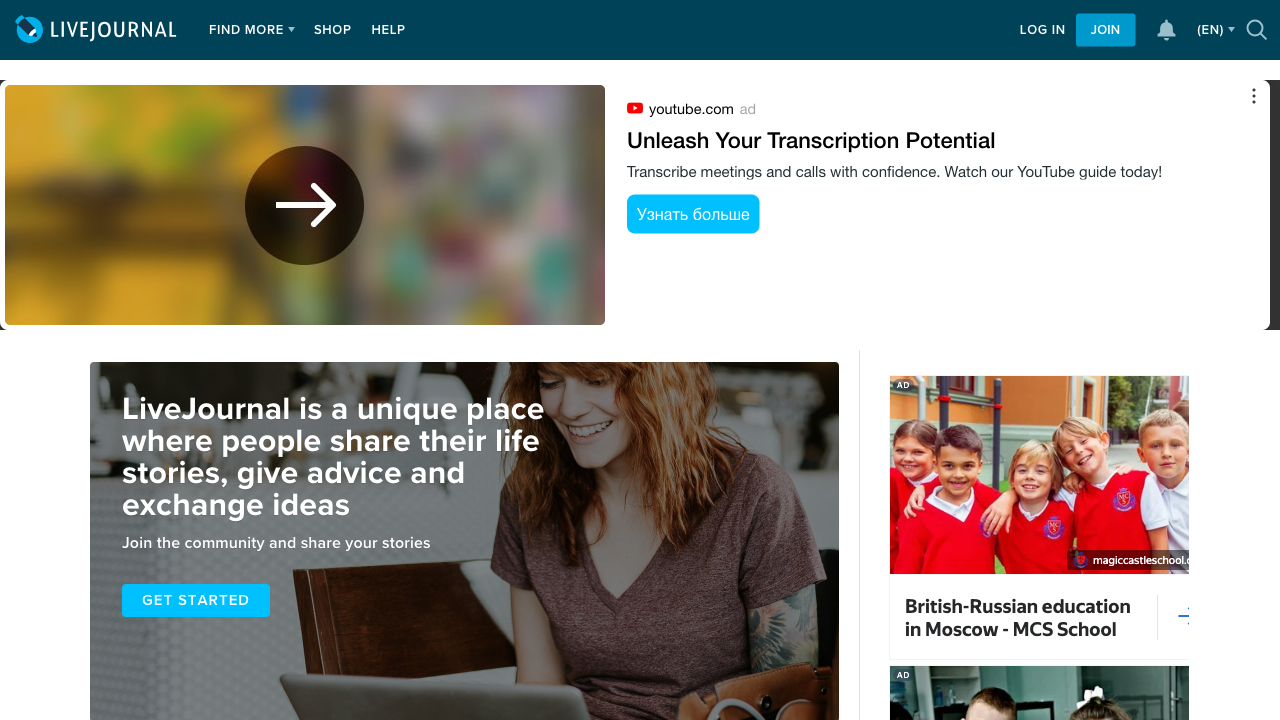 LIVEJOURNAL
FIND MORE SHOP HELP
LOG IN JOIN (EN)
youtube.com ad
Unleash Your Transcription Potential
Transcribe meetings and calls with confidence. Watch our YouTube guide today!
Узнать больше
LiveJournal is a unique place
where people share their life
stories, give advice and
exchange ideas
Join the community and share your stories
GET STARTED
AD
MCS
magiccastleschool.
British-Russian education
in Moscow - MCS School
AD